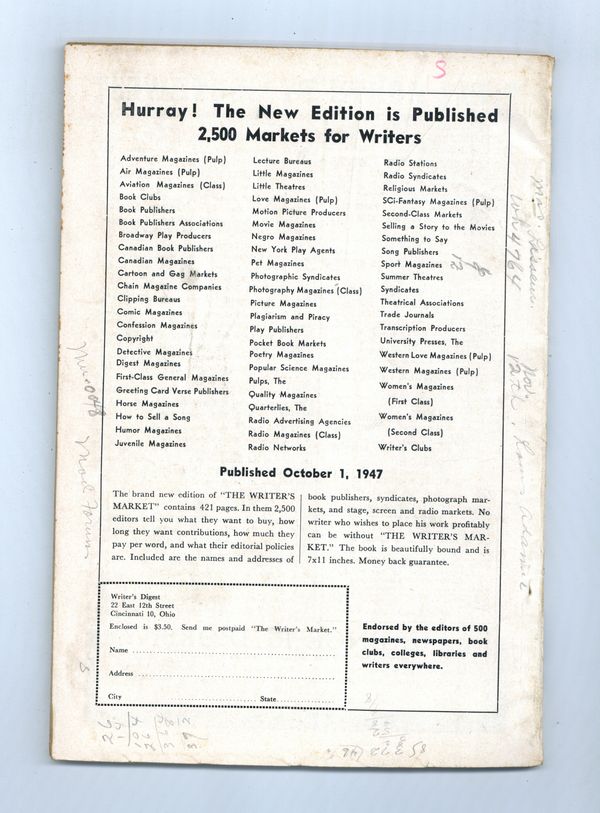 Hurray! The New Edition is Published
2,500 Markets for Writers
Adventure Magazines (Pulp)
Air Magazines (Pulp)
Aviation Magazines (Class)
Book Clubs
Book Publishers
Book Publishers Associations
Broadway Play Producers
Canadian Book Publishers
Canadian Magazines
Cartoon and Gag Markets
Chain Magazine Companies
Clipping Bureaus
Comic Magazines
Confession Magazines
Copyright
Detective Magazines
Digest Magazines
First-Class General Magazines
Greeting Card Verse Publishers
Horse Magazines
How to Sell a Song
Humor Magazines
Juvenile Magazines
Lecture Bureaus
Little Magazines
Little Theatres
Love Magazines (Pulp)
Motion Picture Producers
Movie Magazines
Negro Magazines
New York Play Agents
Pet Magazines
Photographic Syndicates
Photography Magazines (Class)
Picture Magazines
Plagiarism and Piracy
Play Publishers
Pocket Book Markets
Poetry Magazines
Popular Science Magazines
Pulps, The
Quality Magazines
Quarterlies, The
Radio Advertising Agencies
Radio Magazines (Class)
Radio Networks
Radio Stations
Radio Syndicates
Religious Markets
SCi-Fantasy Magazines (Pulp)
Second-Class Markets
Selling a Story to the Movies
Something to Say
Song Publishers
Sport Magazines
Summer Theatres
Syndicates
Theatrical Associations
Trade Journals
Transcription Producers
University Presses, The
Western Love Magazines (Pulp)
Western Magazines (Pulp)
Women's Magazines
(First Class)
Women's Magazines
(Second Class)
Writer's Clubs
Published October 1, 1947
The brand new edition of "THE WRITER'S
MARKET" contains 421 pages. In them 2,500
editors tell you what they want to buy, how
long they want contributions, how much they
pay per word, and what their editorial policies
are. Included are the names and addresses of
book publishers, syndicates, photograph mar-
kets, and stage, screen and radio markets. No
writer who wishes to place his work profitably
can be without "THE WRITER'S MAR-
KET." The book is beautifully bound and is
7x11 inches. Money back guarantee.
Writer's Digest
22 East 12th Street
Cincinnati 10, Ohio
Enclosed is $3.50. Send me postpaid "The Writer's Market."
Name
Address
City State
Endorsed by the editors of 500
magazines, newspapers, book
clubs, colleges, libraries and
writers everywhere.